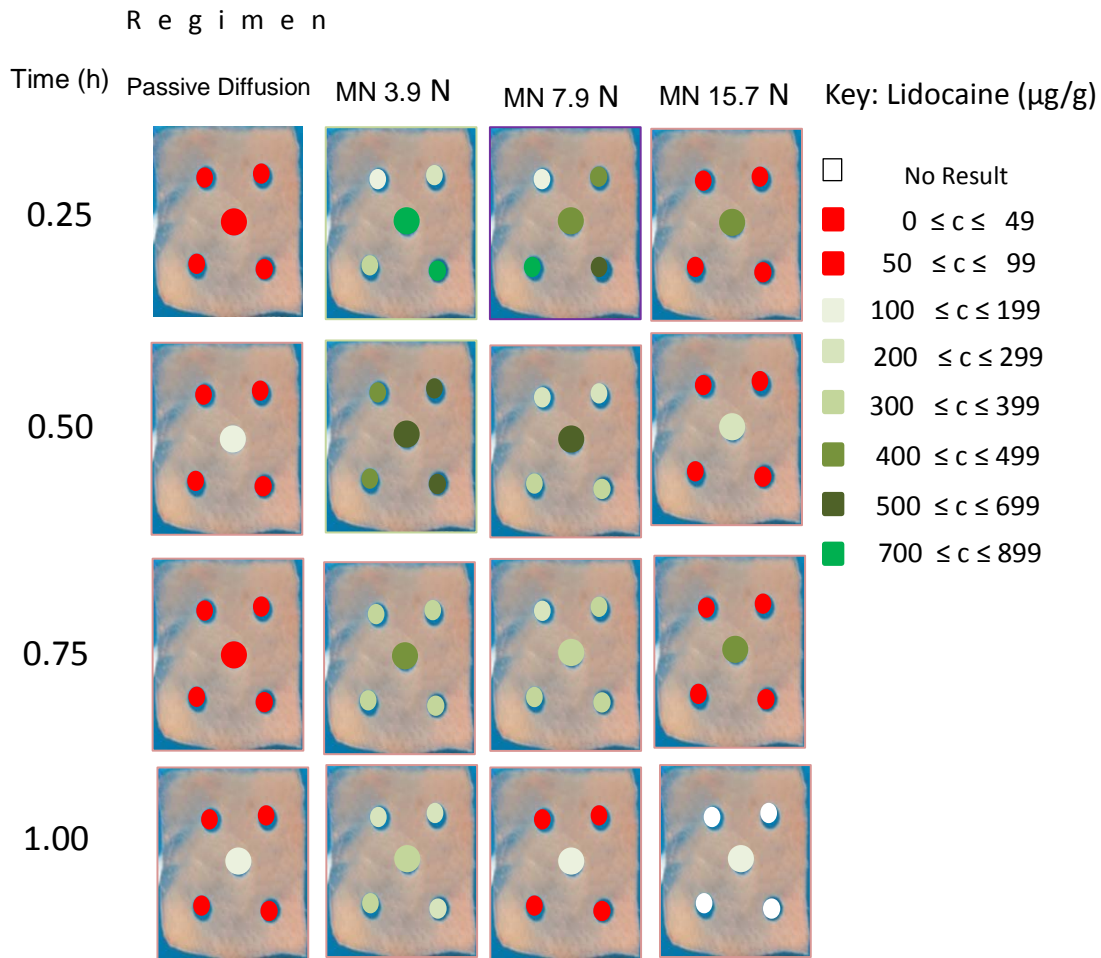 R e g i m e n
Time (h) Passive Diffusion MN 3.9 N MN 7.9 N MN 15.7 N Key: Lidocaine (µg/g)
No Result
0.25
0 ≤ c ≤ 49
50 ≤ c ≤ 99
100 ≤ c ≤ 199
200 ≤ c ≤ 299
300 ≤ c ≤ 399
0.50
400 ≤ c ≤ 499
500 ≤ c ≤ 699
700 ≤ c ≤ 899
0.75
1.00